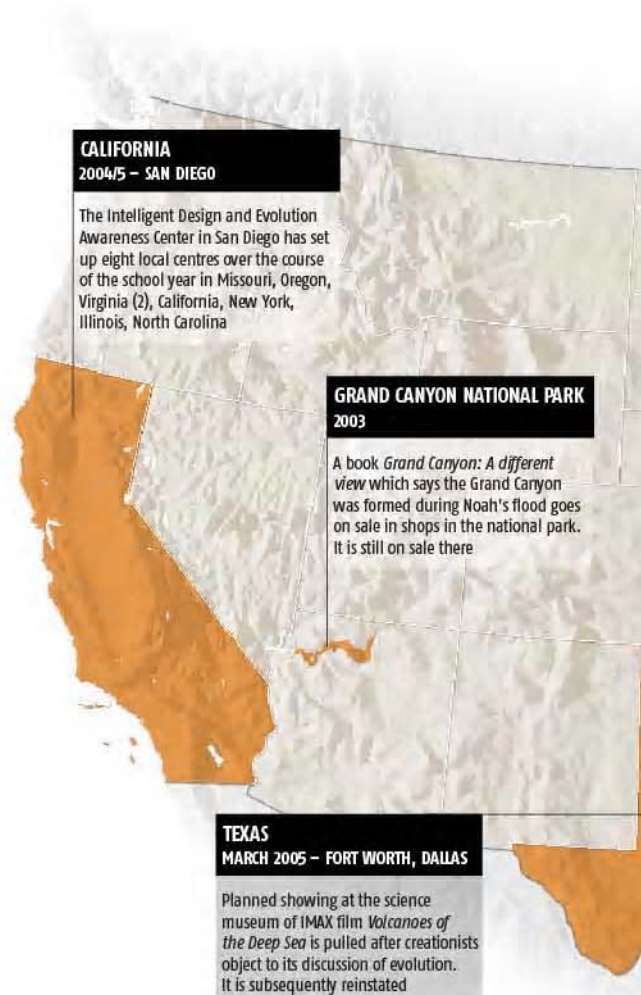 CALIFORNIA
2004/5 – SAN DIEGO
The Intelligent Design and Evolution
Awareness Center in San Diego has set
up eight local centres over the course
of the school year in Missouri, Oregon,
Virginia (2), California, New York,
Illinois, North Carolina
GRAND CANYON NATIONAL PARK
2003
A book Grand Canyon: A different
view which says the Grand Canyon
was formed during Noah's flood goes
on sale in shops in the national park.
It is still on sale there
TEXAS
MARCH 2005 – FORT WORTH, DALLAS
Planned showing at the science
museum of IMAX film Volcanoes of
the Deep Sea is pulled after creationists
object to its discussion of evolution.
It is subsequently reinstated